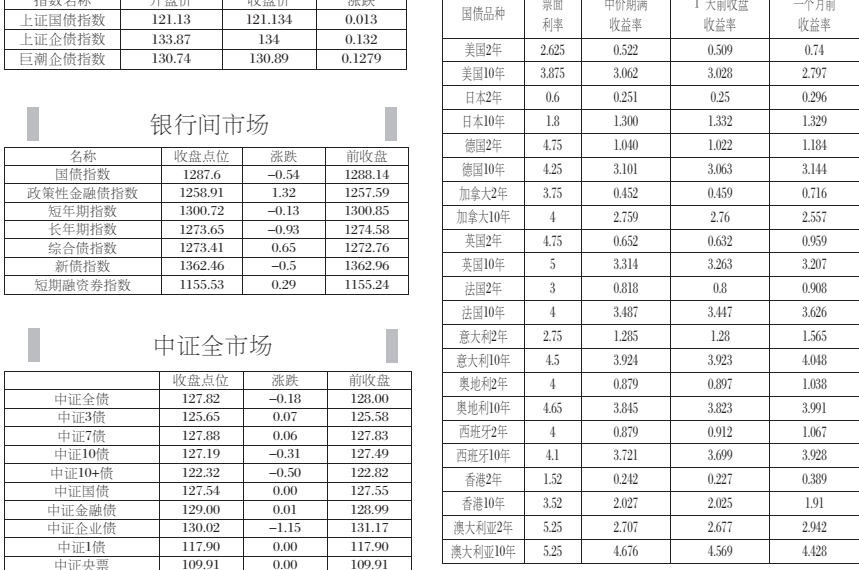 指数名称 开盘价 收盘价 涨跌
上证国债指数 121.13 121.134 0.013
上证企债指数 133.87 134 0.132
巨潮企债指数 130.74 130.89 0.1279
银行间市场
名称 收盘点位 涨跌 前收盘
国债指数 1287.6 −0.54 1288.14
政策性金融债指数 1258.91 1.32 1257.59
短年期指数 1300.72 −0.13 1300.85
长年期指数 1273.65 −0.93 1274.58
综合债指数 1273.41 0.65 1272.76
新债指数 1362.46 −0.5 1362.96
短期融资券指数 1155.53 0.29 1155.24
中证全市场
收盘点位 涨跌 前收盘
中证全债 127.82 −0.18 128.00
中证3债 125.65 0.07 125.58
中证7债 127.88 0.06 127.83
中证10债 127.19 −0.31 127.49
中证10+债 122.32 −0.50 122.82
中证国债 127.54 0.00 127.55
中证金融债 129.00 0.01 128.99
中证企业债 130.02 −1.15 131.17
中证1债 117.90 0.00 117.90
中证央票 109.91 0.00 109.91
国债品种 票面 中价期满 1 天前收盘 一个月前
利率 收益率 收益率 收益率
美国2年 2.625 0.522 0.509 0.74
美国10年 3.875 3.062 3.028 2.797
日本2年 0.6 0.251 0.25 0.296
日本10年 1.8 1.300 1.332 1.329
德国2年 4.75 1.040 1.022 1.184
德国10年 4.25 3.101 3.063 3.144
加拿大2年 3.75 0.452 0.459 0.716
加拿大10年 4 2.759 2.76 2.557
英国2年 4.75 0.652 0.632 0.959
英国10年 5 3.314 3.263 3.207
法国2年 3 0.818 0.8 0.908
法国10年 4 3.487 3.447 3.626
意大利2年 2.75 1.285 1.28 1.565
意大利10年 4.5 3.924 3.923 4.048
奥地利2年 4 0.879 0.897 1.038
奥地利10年 4.65 3.845 3.823 3.991
西班牙2年 4 0.879 0.912 1.067
西班牙10年 4.1 3.721 3.699 3.928
香港2年 1.52 0.242 0.227 0.389
香港10年 3.52 2.027 2.025 1.91
澳大利亚2年 5.25 2.707 2.677 2.942
澳大利亚10年 5.25 4.676 4.569 4.428